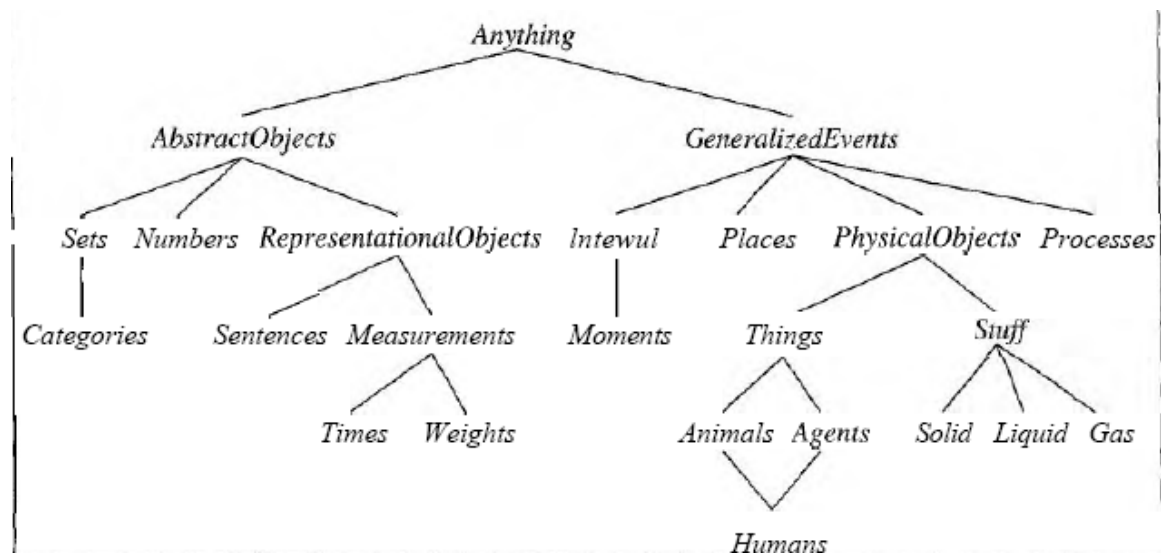 Anything
AbstractObjects GeneralizedEvents
Sets Numbers RepresentationalObjects Intewul Places PhysicalObjects Processes
Categories Sentences Measurements Moments Things Stuff
Times Weights Animals Agents Solid Liquid Gas
Humans